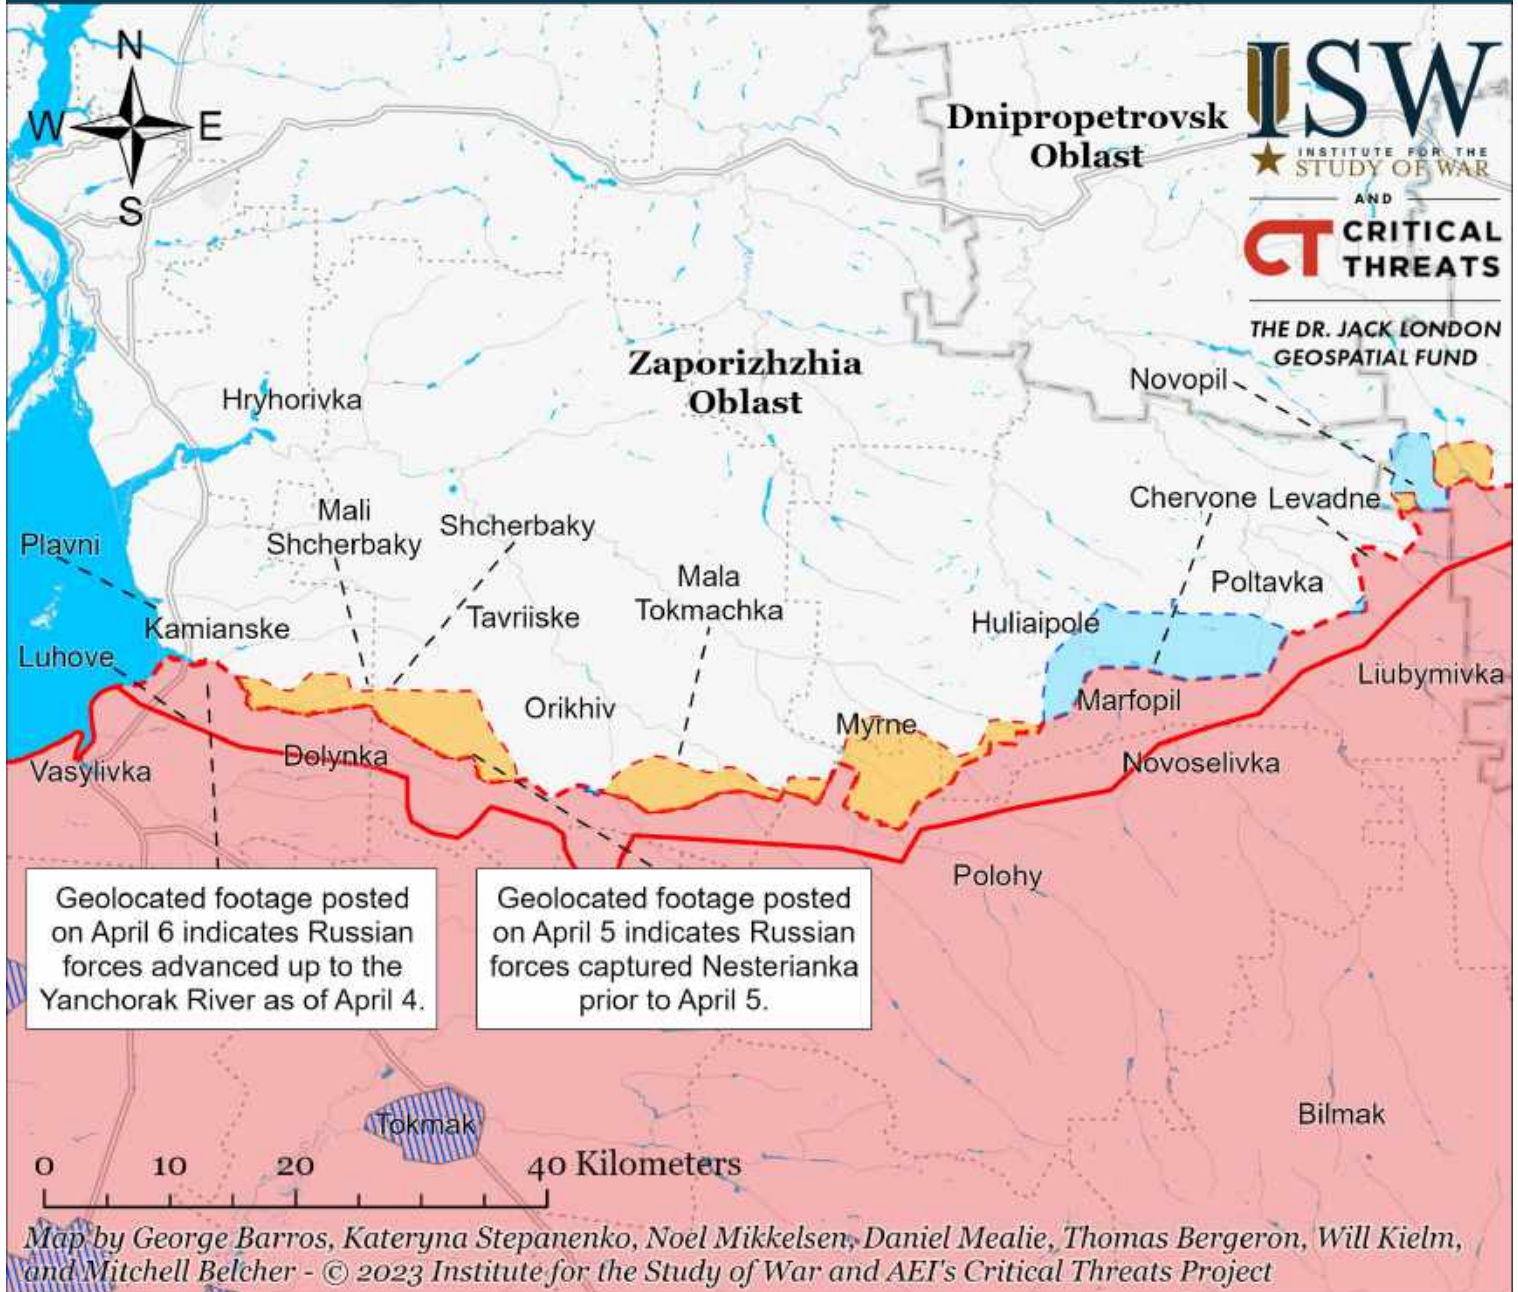 N
W
E
S
Dnipropetrovsk
Oblast
ISW
INSTITUTE FOR THE
STUDY OF WAR
AND
CT CRITICAL
THREATS
THE DR. JACK LONDON
GEOSPATIAL FUND
Zaporizhzhia
Oblast
Novopil
Hryhorivka
Chervone
Levadne
Mali
Shcherbaky
Shcherbaky
Plavni
Mala
Tokmachka
Poltavka
Tavriiske
Huliaipole
Kamianske
Luhove
Liubymivka
Marfopil
Orikhiv
Myrne
Dolynka
Vasylivka
Novoselivka
Polohy
Geolocated footage posted
on April 6 indicates Russian
forces advanced up to the
Yanchorak River as of April 4.
Geolocated footage posted
on April 5 indicates Russian
forces captured Nesterianka
prior to April 5.
Tokmak
Bilmak
0 10 20 40 Kilometers
Map by George Barros, Kateryna Stepanenko, Noel Mikkelsen, Daniel Mealie, Thomas Bergeron, Will Kielm,
and Mitchell Belcher - © 2023 Institute for the Study of War and AEI's Critical Threats Project